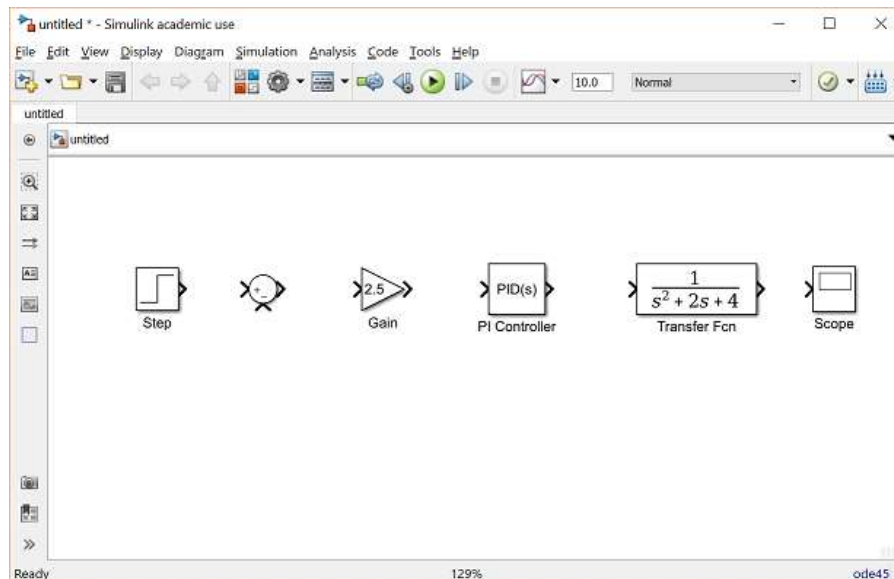 untitled * - Simulink academic use
File Edit View Display Diagram Simulation Analysis Code Tools Help
10.0 Normal
untitled
untitled
+ _
2.5
PID(s)
1
s² + 2s + 4
Step
Gain
PI Controller
Transfer Fcn
Scope
Ready 129% ode45